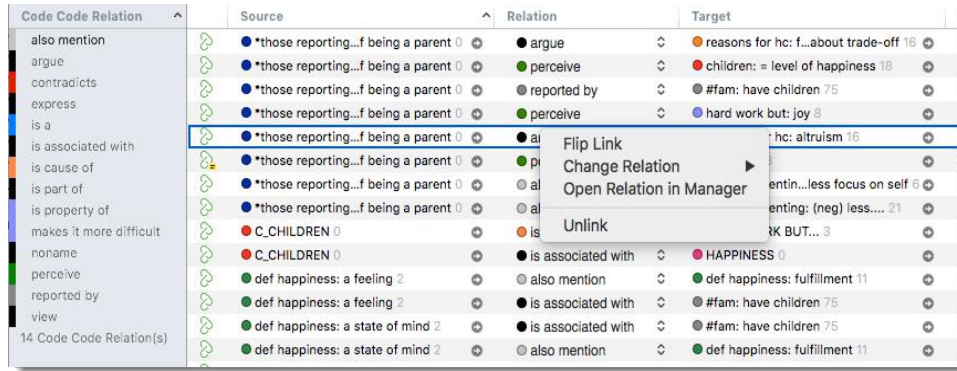 Code Code Relation
also mention
argue
contradicts
express
is a
is associated with
is cause of
is part of
is property of
makes it more difficult
noname
perceive
reported by
view
14 Code Code Relation(s)
Source Relation Target
*those reporting...f being a parent 0 argue reasons for hc: f...about trade-off 16
*those reporting...f being a parent 0 perceive children: = level of happiness 18
*those reporting...f being a parent 0 reported by #fam: have children 75
*those reporting...f being a parent 0 perceive hard work but: joy 8
*those reporting...f being a parent 0 hc: altruism 16
*those reporting...f being a parent 0
*those reporting...f being a parent 0 less focus on self 6
*those reporting...f being a parent 0 enting: (neg) less.... 21
C_CHILDREN 0 is RK BUT... 3
C_CHILDREN 0 is associated with HAPPINESS 0
def happiness: a feeling 2 also mention def happiness: fulfillment 11
def happiness: a feeling 2 is associated with #fam: have children 75
def happiness: a state of mind 2 is associated with #fam: have children 75
def happiness: a state of mind 2 also mention def happiness: fulfillment 11
Flip Link
Change Relation
Open Relation in Manager
Unlink